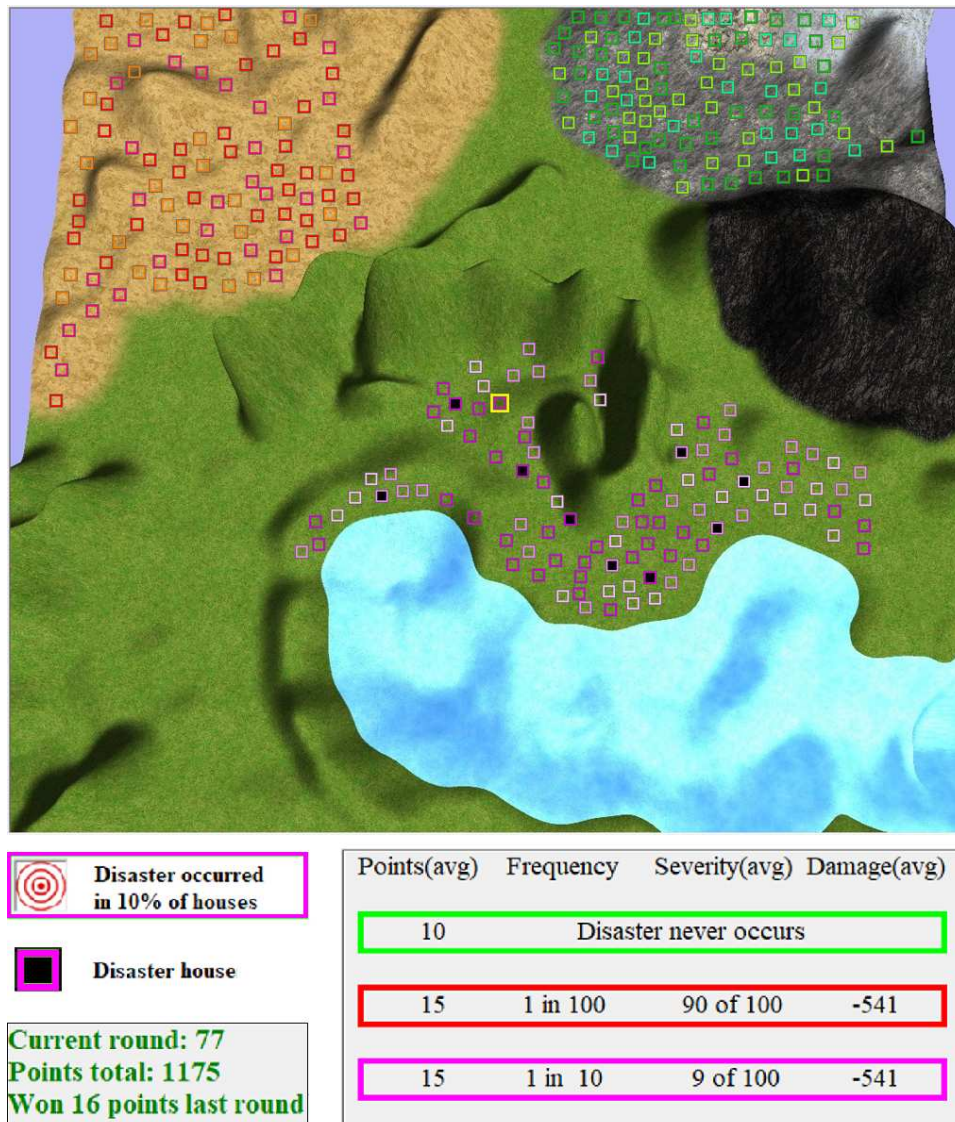 Disaster occurred
in 10% of houses
Disaster house
Current round: 77
Points total: 1175
Won 16 points last round
Points(avg) Frequency Severity(avg) Damage(avg)
10 Disaster never occurs
15 1 in 100 90 of 100 -541
15 1 in 10 9 of 100 -541